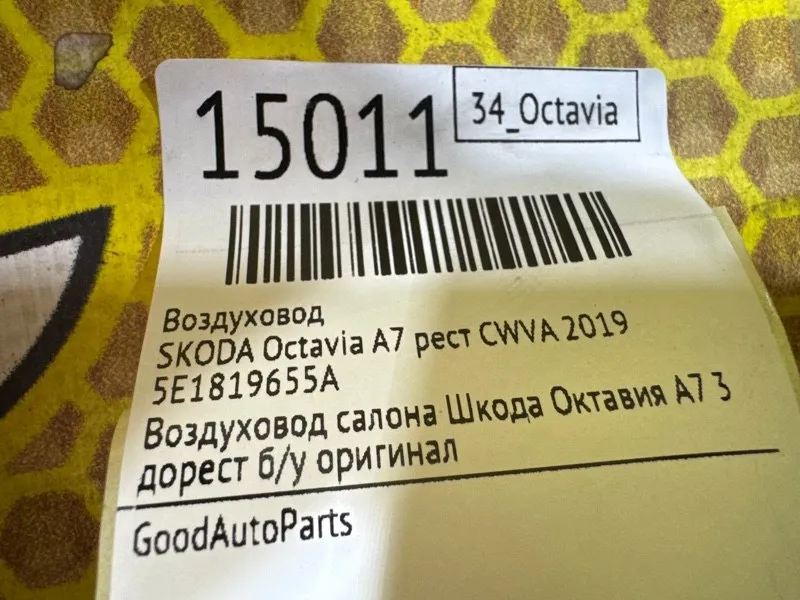 15011
34_Octavia
Воздуховод
SKODA Octavia A7 рест CWVA 2019
5E1819655A
Воздуховод салона Шкода Октавия А7 3
дорест б/у оригинал
GoodAutoParts